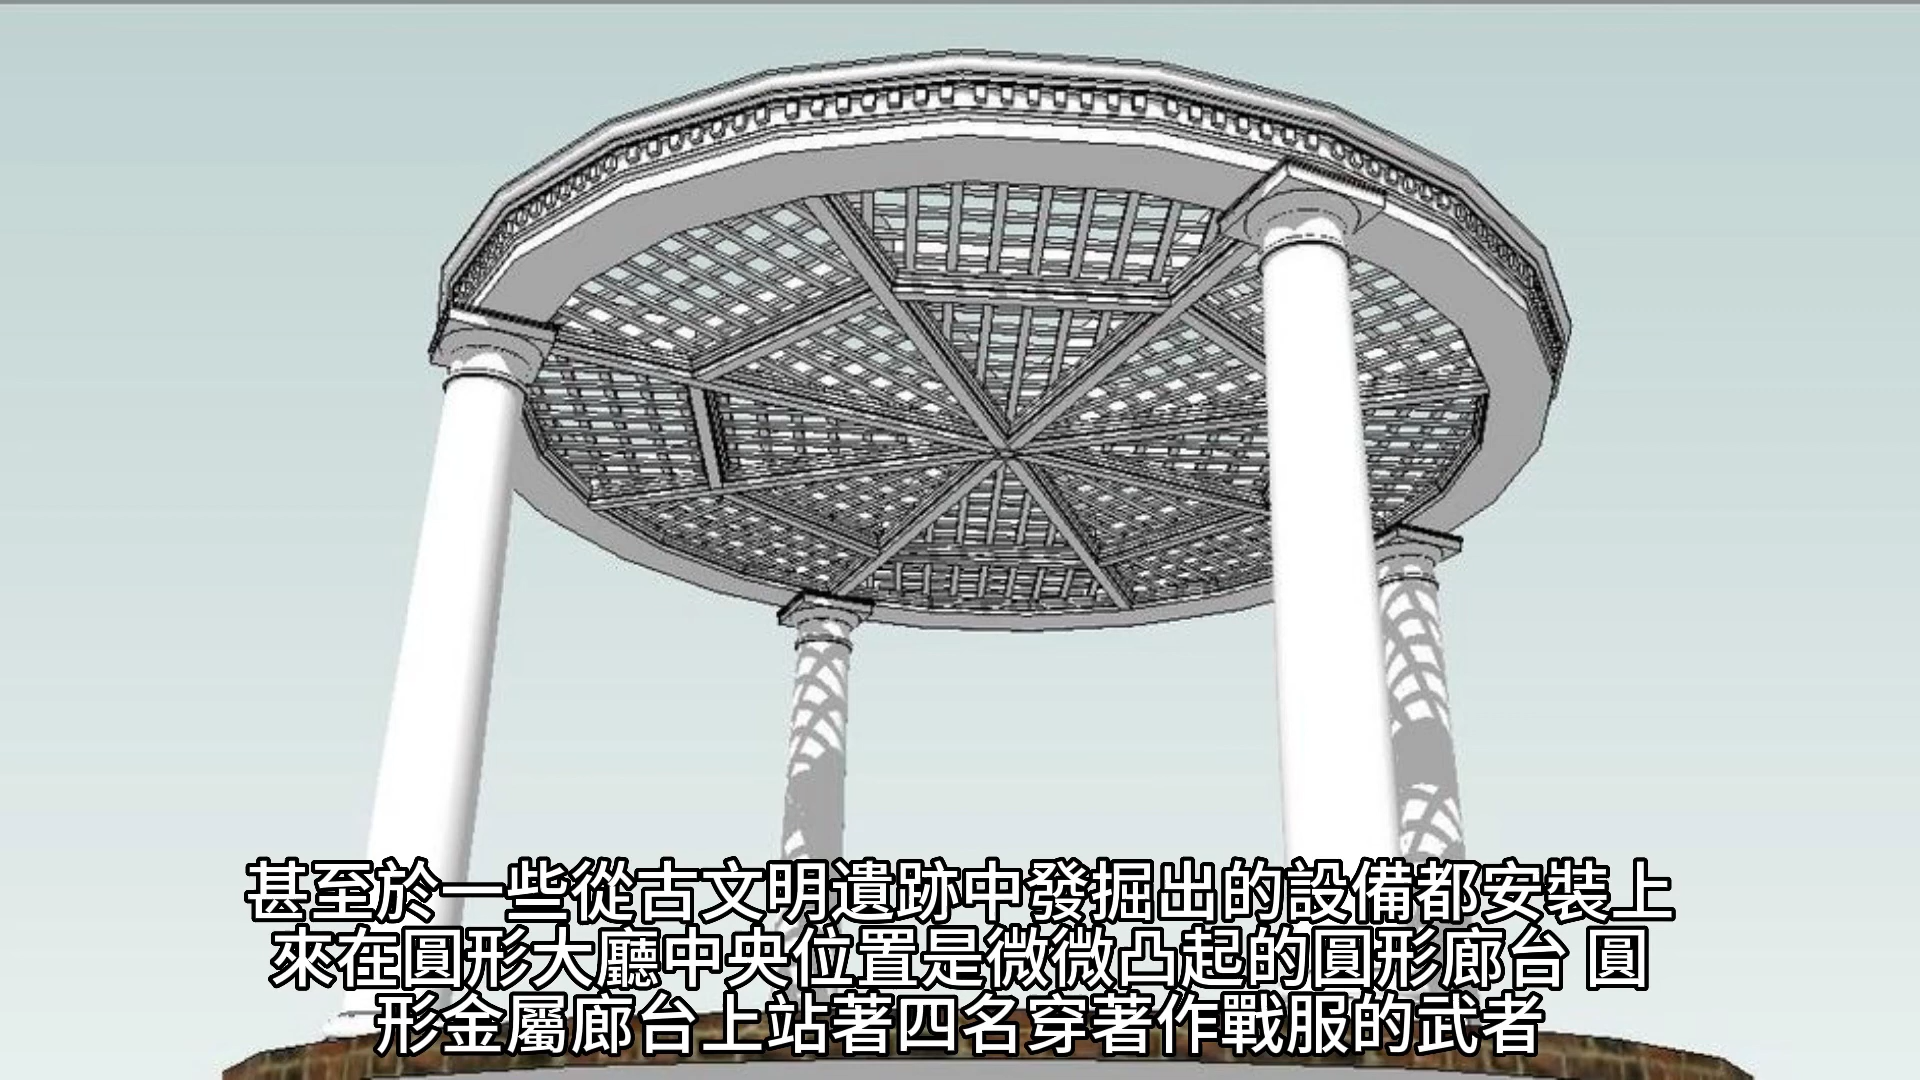 甚至於一些從古文明遺跡中發掘出的設備都安裝上
來在圓形大廳中央位置是微微凸起的圓形廊台 圓
形金屬廊台上站著四名穿著作戰服的武者